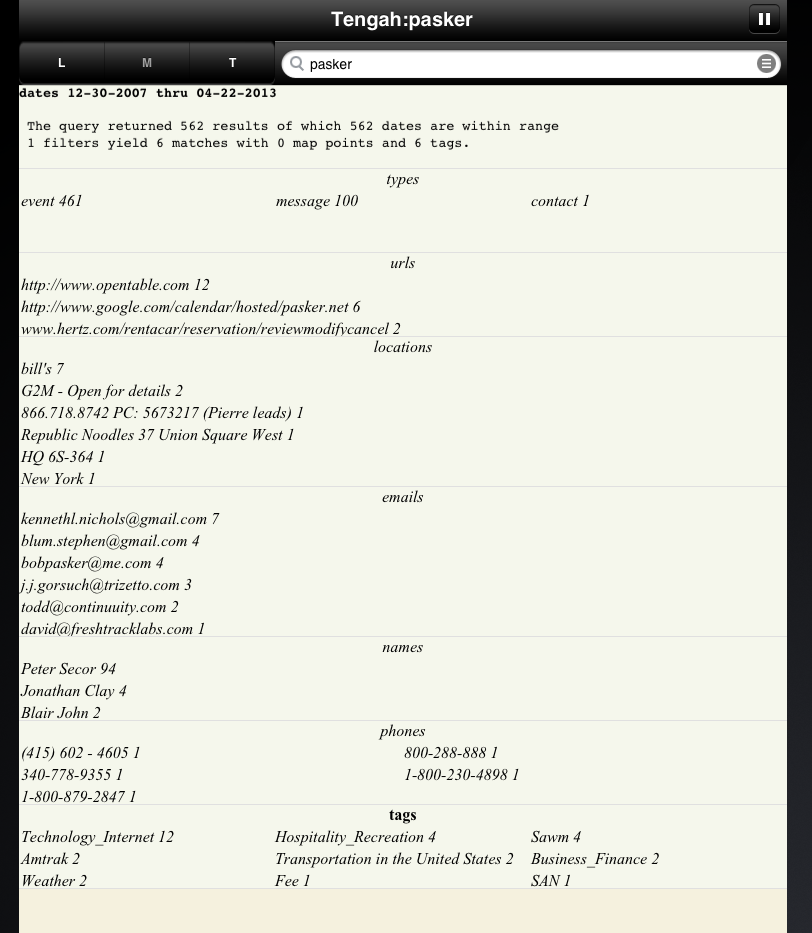 Tengah:pasker
L M T pasker
dates 12-30-2007 thru 04-22-2013
The query returned 562 results of which 562 dates are within range
1 filters yield 6 matches with 0 map points and 6 tags.
types
event 461 message 100 contact 1
urls
http://www.opentable.com 12
http://www.google.com/calendar/hosted/pasker.net 6
www.hertz.com/rentacar/reservation/reviewmodifycancel 2
locations
bill's 7
G2M - Open for details 2
866.718.8742 PC: 5673217 (Pierre leads) 1
Republic Noodles 37 Union Square West 1
HQ 6S-364 1
New York 1
emails
kennethl.nichols@gmail.com 7
blum.stephen@gmail.com 4
bobpasker@me.com 4
j.j.gorsuch@trizetto.com 3
todd@continuuity.com 2
david@freshtracklabs.com 1
names
Peter Secor 94
Jonathan Clay 4
Blair John 2
phones
(415) 602 - 4605 1 800-288-888 1
340-778-9355 1 1-800-230-4898 1
1-800-879-2847 1
tags
Technology_Internet 12 Hospitality_Recreation 4 Sawm 4
Amtrak 2 Transportation in the United States 2 Business_Finance 2
Weather 2 Fee 1 SAN 1